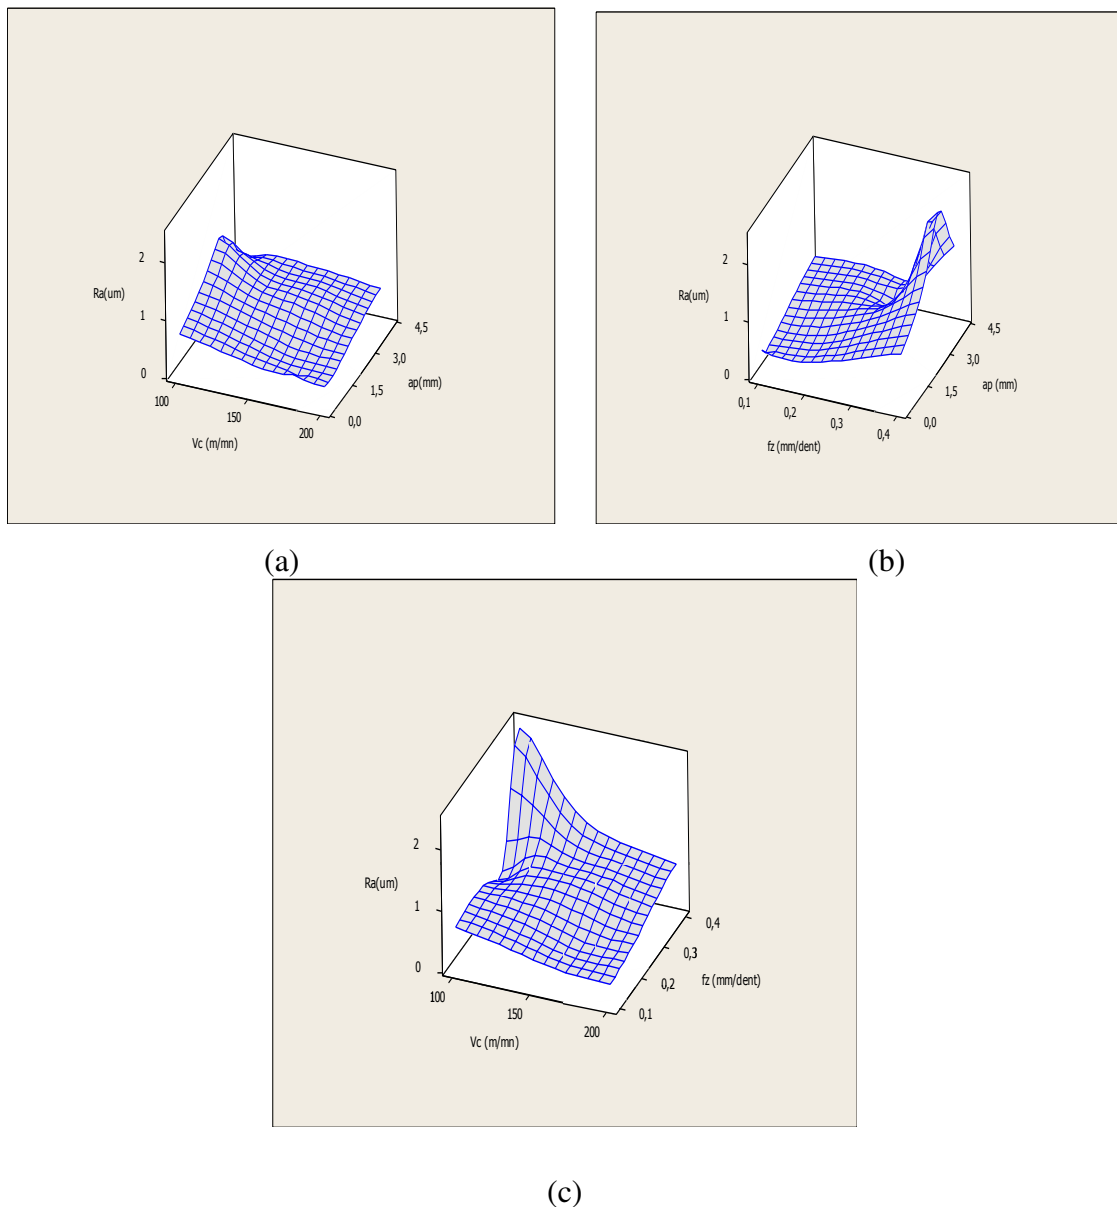 2
Ra(um)
1
0
100
150
200
Vc (m/mn)
0,0
1,5
3,0
4,5
ap(mm)
(a)
2
Ra(um)
1
0
0,1
0,2
0,3
0,4
fz (mm/dent)
0,0
1,5
3,0
4,5
ap (mm)
(b)
2
Ra(um)
1
0
100
150
200
Vc (m/mn)
0,1
0,2
0,3
0,4
fz (mm/dent)
(c)